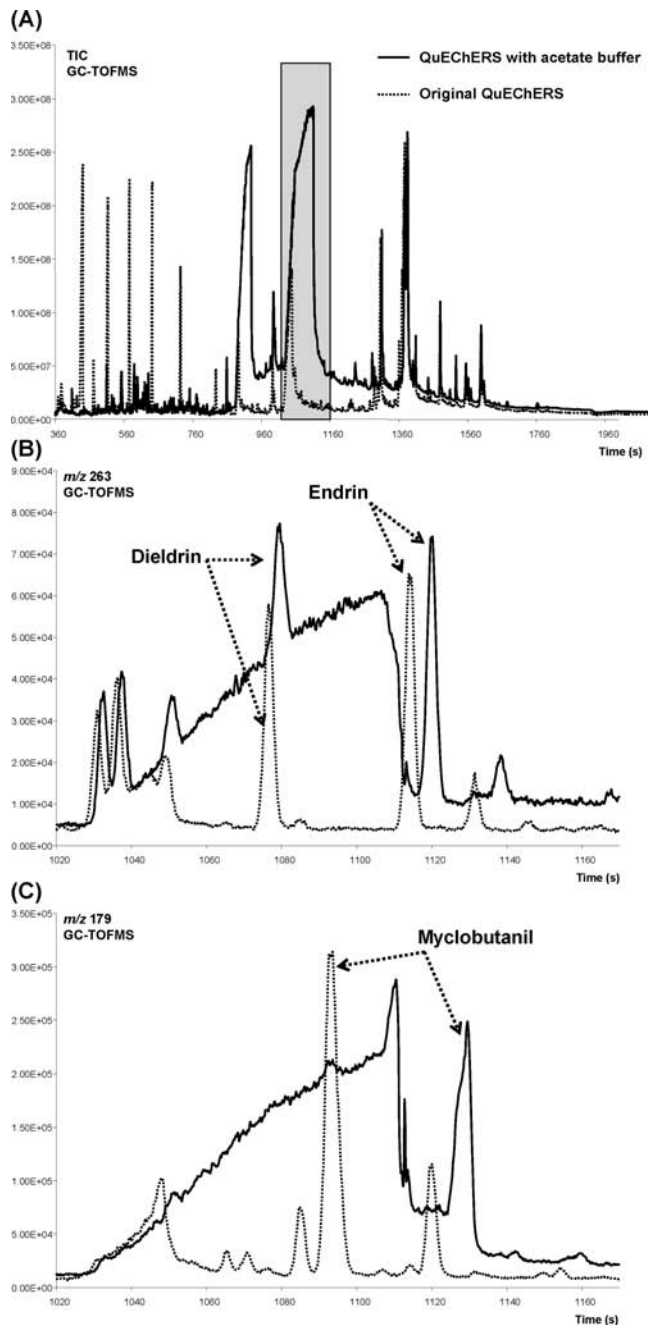 (A)
TIC
GC-TOFMS
QuEChERS with acetate buffer
Original QuEChERS
3.50E+08
3.00E+08
2.50E+08
2.00E+08
1.50E+08
1.00E+08
5.00E+07
0.00E+00
360 560 760 960 1160 1360 1560 1760 1960
Time (s)
(B)
m/z 263
GC-TOFMS
Endrin
Dieldrin
9.00E+04
8.00E+04
7.00E+04
6.00E+04
5.00E+04
4.00E+04
3.00E+04
2.00E+04
1.00E+04
0.00E+00
1020 1040 1060 1080 1100 1120 1140 1160
Time (s)
(C)
m/z 179
GC-TOFMS
Myclobutanil
3.50E+05
3.00E+05
2.50E+05
2.00E+05
1.50E+05
1.00E+05
5.00E+04
0.00E+00
1020 1040 1060 1080 1100 1120 1140 1160
Time (s)